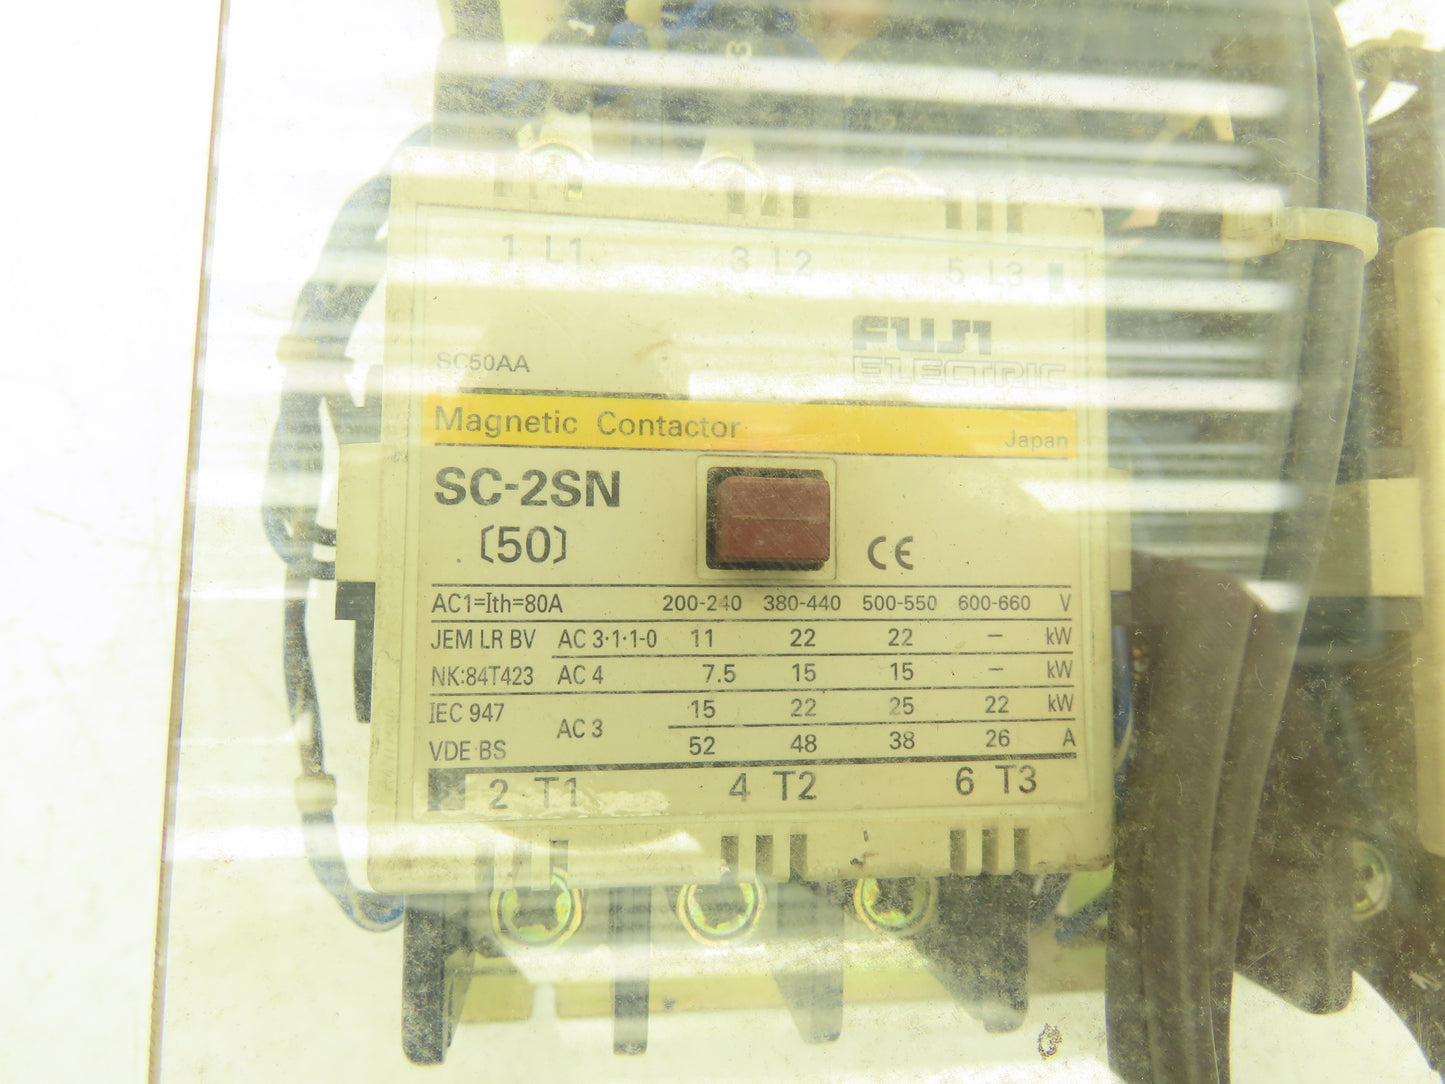 1 L1 3 L2 5 L3
FUJI
ELECTRIC
SC50AA
Magnetic Contactor Japan
SC-2SN
(50)
CE
AC1=Ith=80A 200-240 380-440 500-550 600-660 V
JEM LR BV AC 3·1·1-0 11 22 22 – kW
NK:84T423 AC 4 7.5 15 15 – kW
IEC 947 AC 3 15 22 25 22 kW
VDE BS 52 48 38 26 A
2 T1 4 T2 6 T3